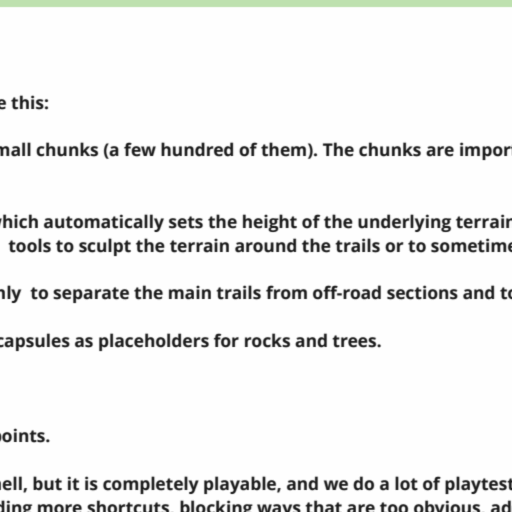 e this:
mall chunks (a few hundred of them). The chunks are impor
which automatically sets the height of the underlying terrain
tools to sculpt the terrain around the trails or to sometime
nly to separate the main trails from off-road sections and to
capsules as placeholders for rocks and trees.
points.
ell, but it is completely playable, and we do a lot of playtest
ding more shortcuts, blocking ways that are too obvious, ad